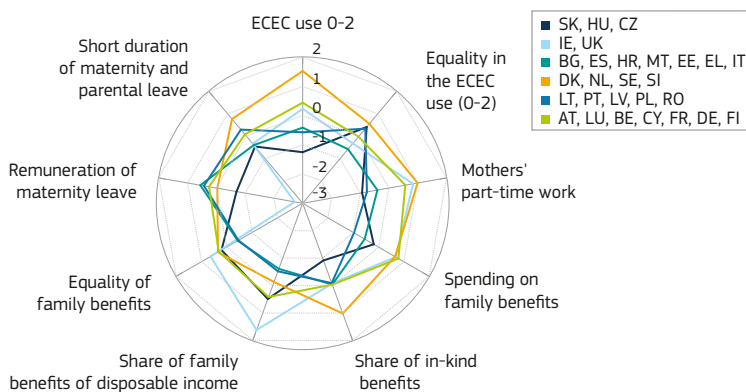 ECEC use 0-2
2
1
0
-1
-2
-3
Equality in
the ECEC
use (0-2)
Mothers'
part-time work
Spending on
family benefits
Share of in-kind
benefits
Share of family
benefits of disposable income
Equality of
family benefits
Remuneration of
maternity leave
Short duration
of maternity and
parental leave
SK, HU, CZ
IE, UK
BG, ES, HR, MT, EE, EL, IT
DK, NL, SE, SI
LT, PT, LV, PL, RO
AT, LU, BE, CY, FR, DE, FI